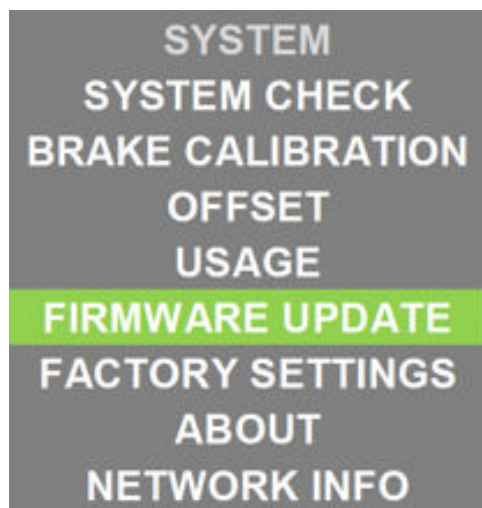 SYSTEM
SYSTEM CHECK
BRAKE CALIBRATION
OFFSET
USAGE
FIRMWARE UPDATE
FACTORY SETTINGS
ABOUT
NETWORK INFO